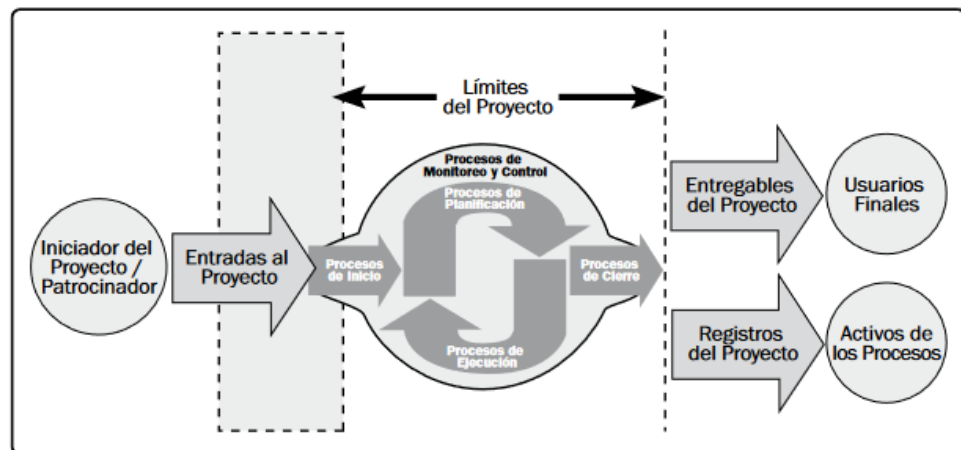 Límites
del Proyecto
Procesos de
Monitoreo y Control
Procesos de
Planificación
Iniciador del
Proyecto /
Patrocinador
Entradas al
Proyecto
Procesos
de Inicio
Procesos
de Cierre
Procesos de
Ejecución
Entregables
del Proyecto
Usuarios
Finales
Registros
del Proyecto
Activos de
los Procesos